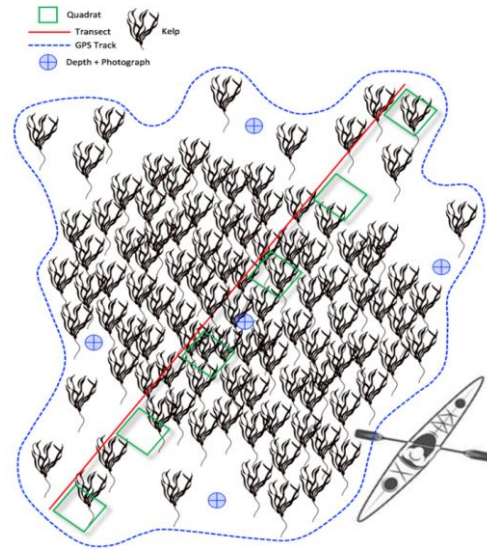 Quadrat
Transect
Kelp
GPS Track
Depth + Photograph